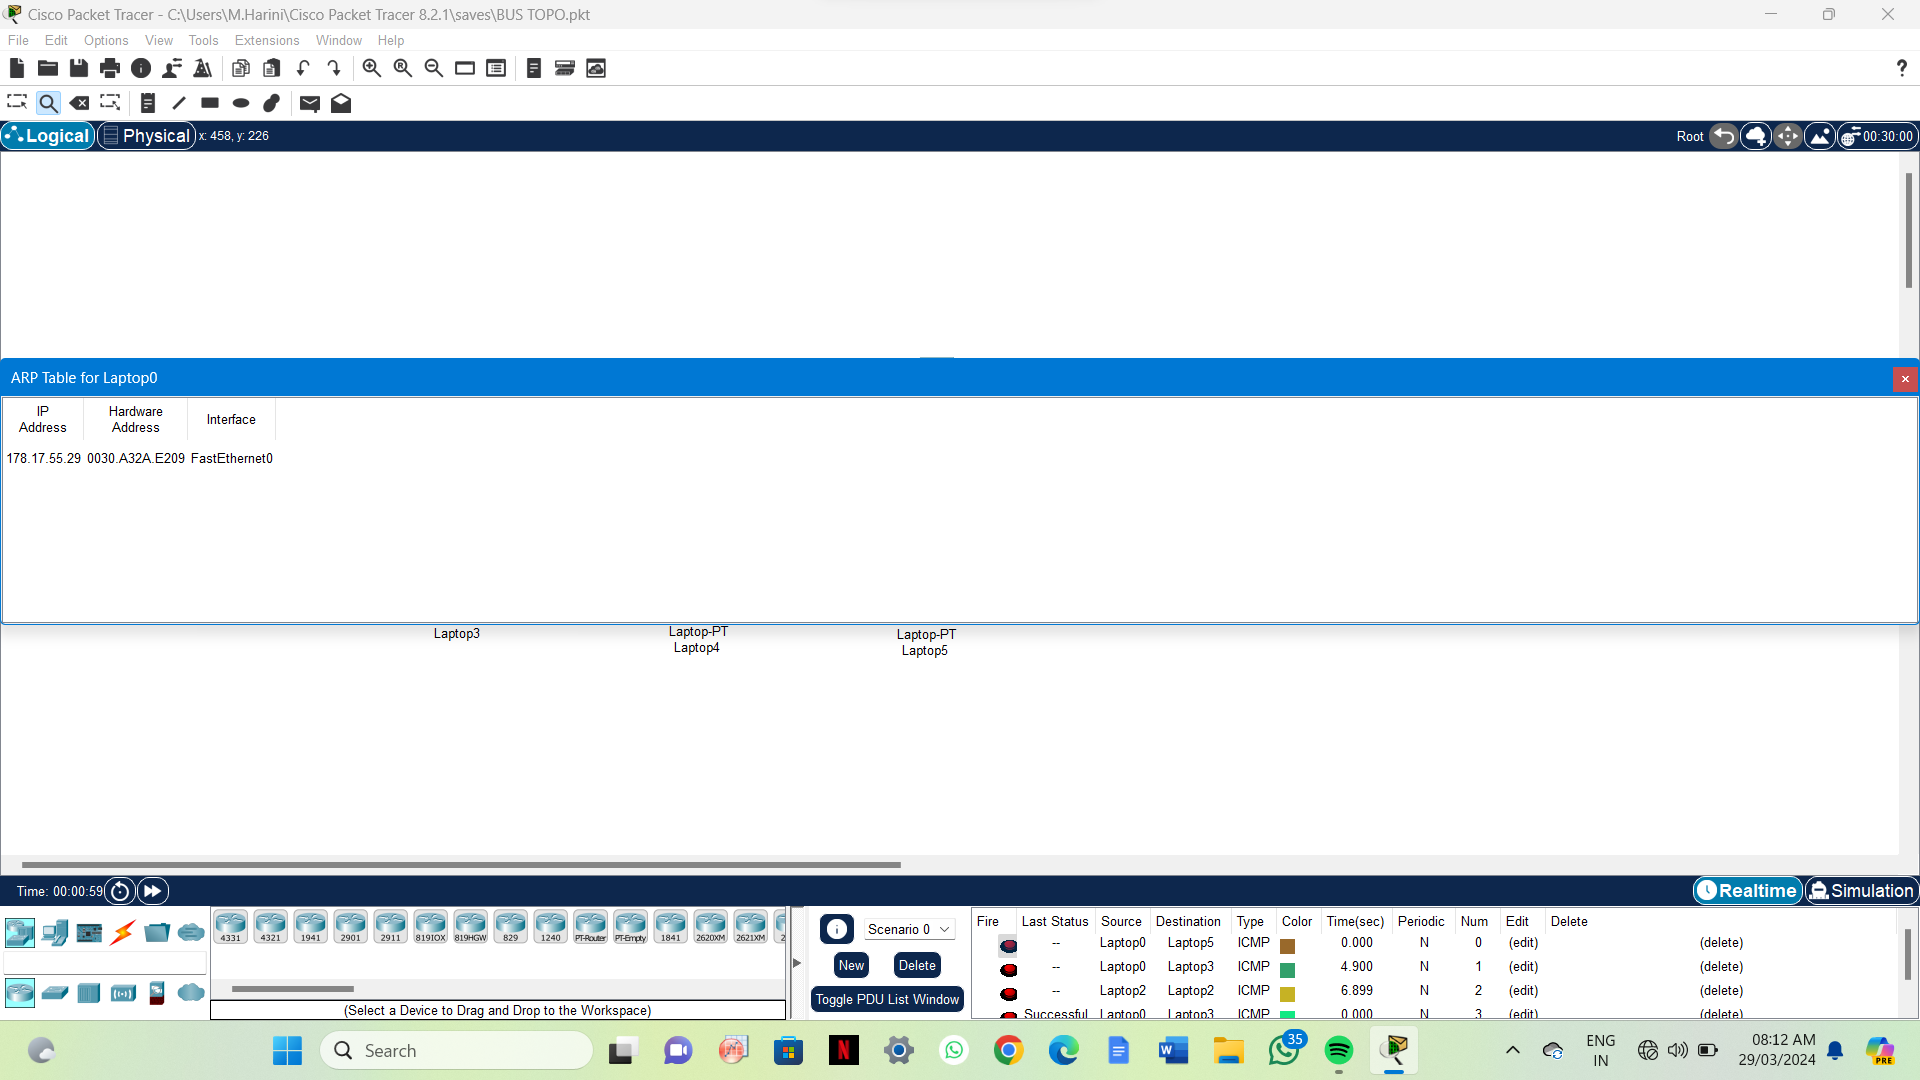 Cisco Packet Tracer - C:\Users\M.Harini\Cisco Packet Tracer 8.2.1\saves\BUS TOPO.pkt
File Edit Options View Tools Extensions Window Help
?
Logical Physical x: 458, y: 226 Root 00:30:00
ARP Table for Laptop0
IP Address Hardware Address Interface
178.17.55.29 0030.A32A.E209 FastEthernet0
Laptop3
Laptop-PT
Laptop4
Laptop-PT
Laptop5
Time: 00:00:59 Realtime Simulation
4331 4321 1941 2901 2911 819IOX 819HGW 829 1240 PT-Router PT-Empty 1841 2620XM 2621XM 2
(Select a Device to Drag and Drop to the Workspace)
Scenario 0
New Delete
Toggle PDU List Window
Fire Last Status Source Destination Type Color Time(sec) Periodic Num Edit Delete
-- Laptop0 Laptop5 ICMP 0.000 N 0 (edit) (delete)
-- Laptop0 Laptop3 ICMP 4.900 N 1 (edit) (delete)
-- Laptop2 Laptop2 ICMP 6.899 N 2 (edit) (delete)
Successful Laptop0 Laptop3 ICMP 0.000 N 3 (edit) (delete)
Search
N
35
ENG
IN
08:12 AM
29/03/2024
PRE